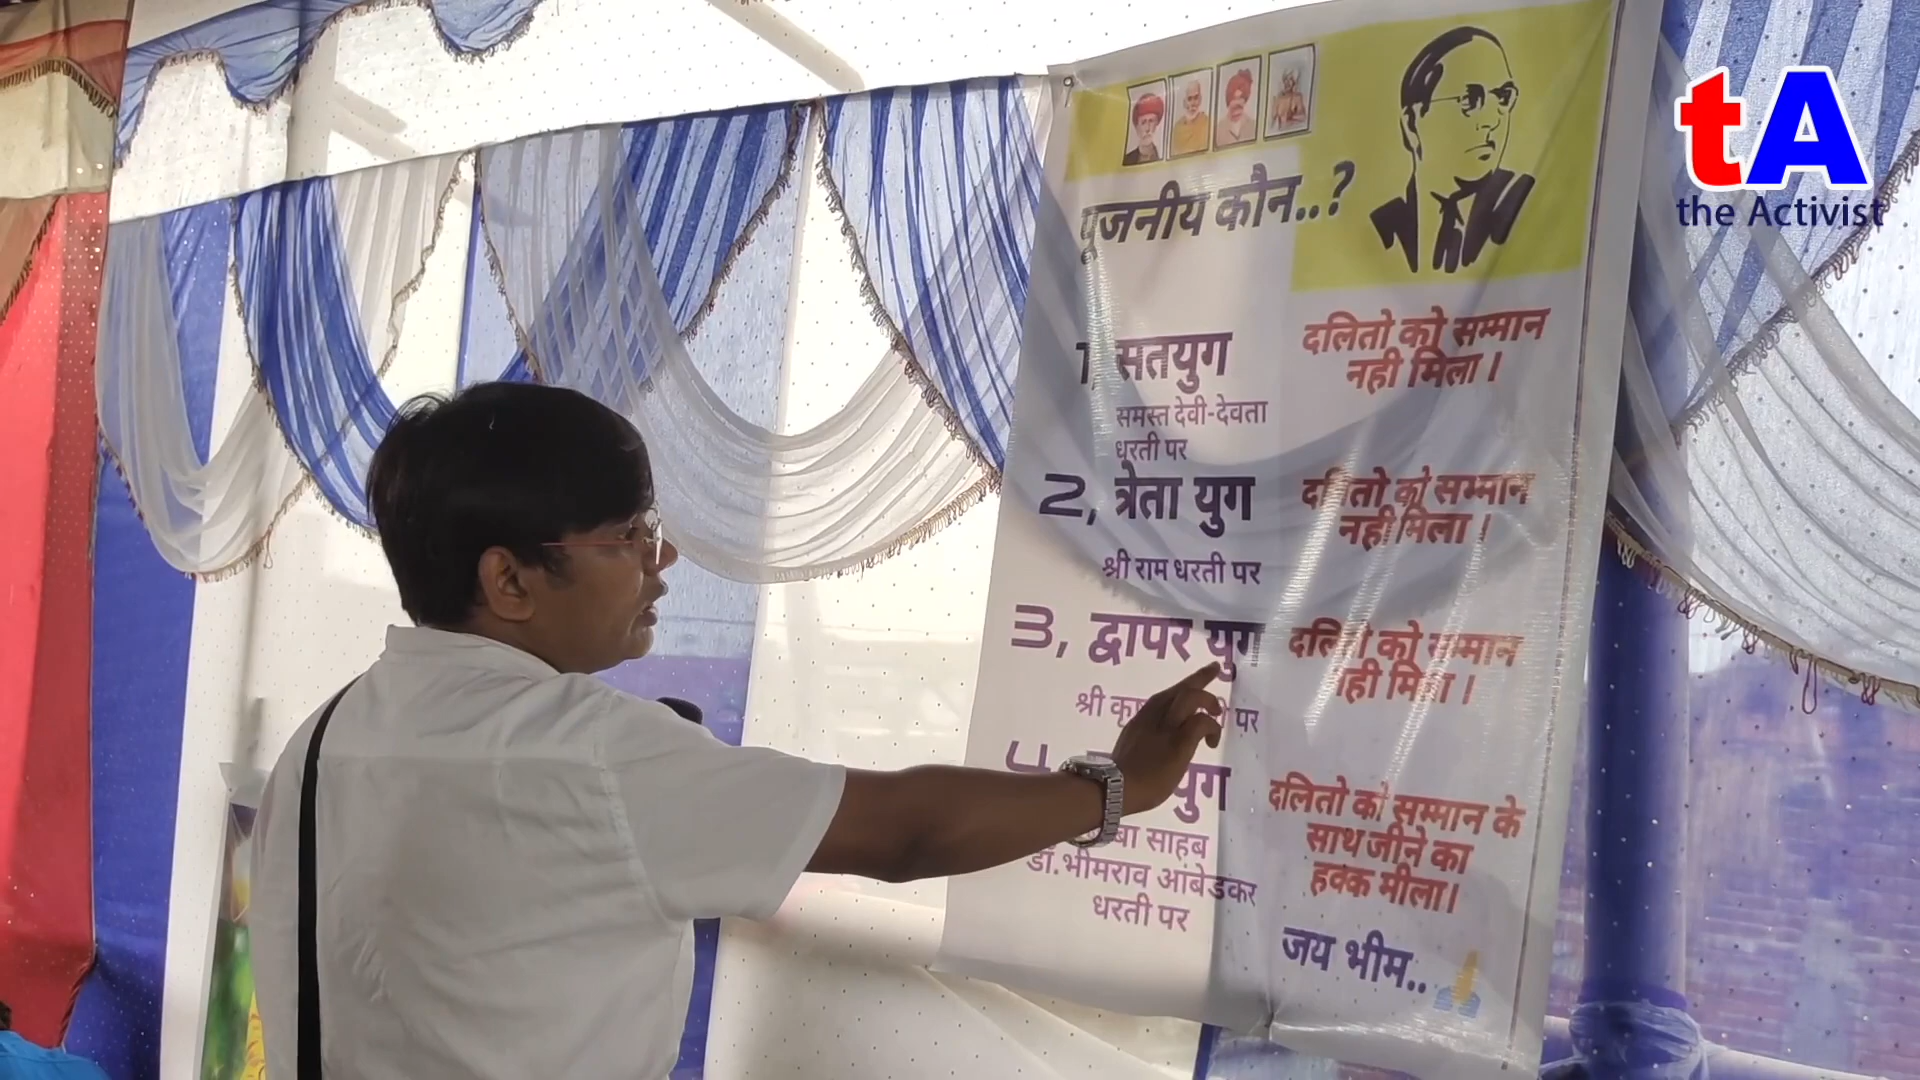 tA
the Activist
पूजनीय कौन..?
1, सतयुग
समस्त देवी-देवता
धरती पर
दलितो को सम्मान
नही मिला।
2, त्रेता युग
श्री राम धरती पर
दलितो को सम्मान
नही मिला।
3, द्वापर युग
श्री पर
दलितो को सम्मान
नही मिला।
4 युग
साहब
डॉ.भीमराव आंबेडकर
धरती पर
दलितो को सम्मान के
साथ जीने का
हक्क मीला।
जय भीम..